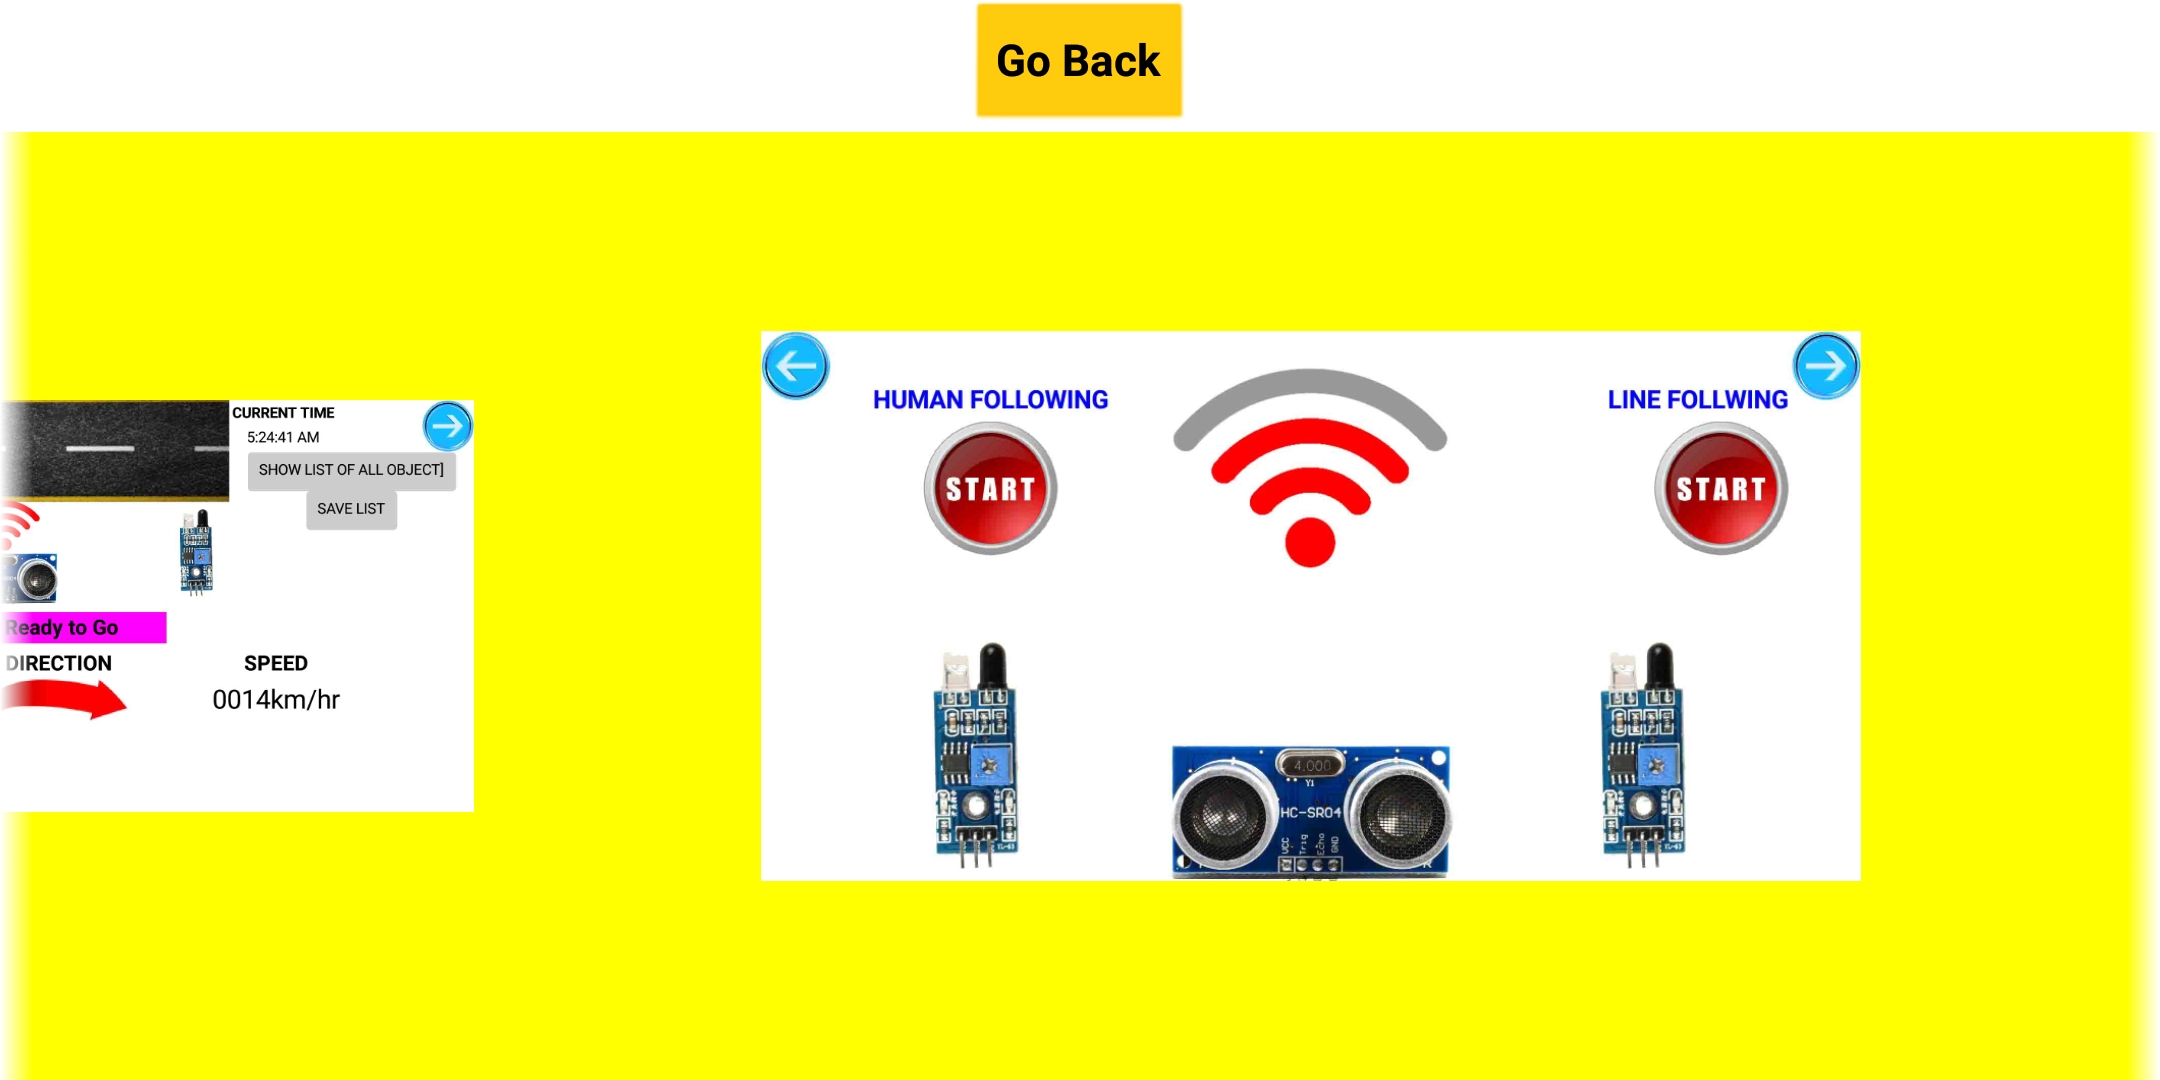 Go Back
CURRENT TIME
5:24:41 AM
SHOW LIST OF ALL OBJECT]
SAVE LIST
Ready to Go
DIRECTION
SPEED
0014km/hr
HUMAN FOLLOWING
LINE FOLLWING
START
START
4.000
Y1
HC-SR04
VCC
Trig
Echo
GND